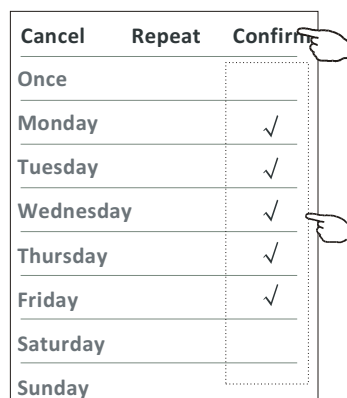 Cancel Repeat Confirm
Once
Monday √
Tuesday √
Wednesday √
Thursday √
Friday √
Saturday
Sunday